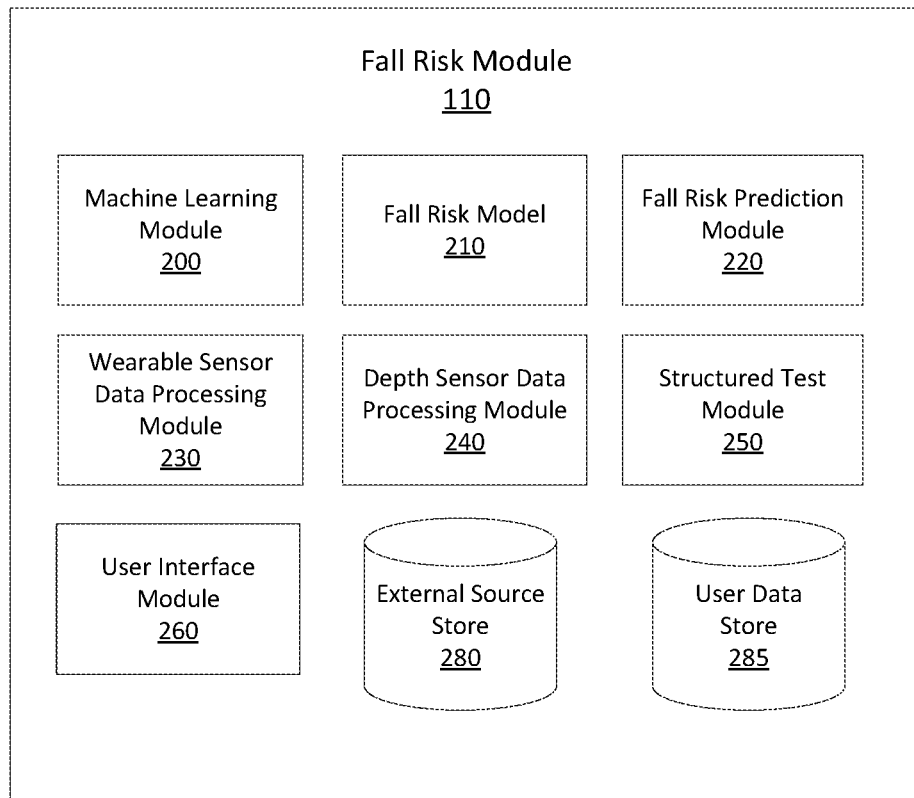 Fall Risk Module
110
Machine Learning
Module
200
Fall Risk Model
210
Fall Risk Prediction
Module
220
Wearable Sensor
Data Processing
Module
230
Depth Sensor Data
Processing Module
240
Structured Test
Module
250
User Interface
Module
260
External Source
Store
280
User Data
Store
285